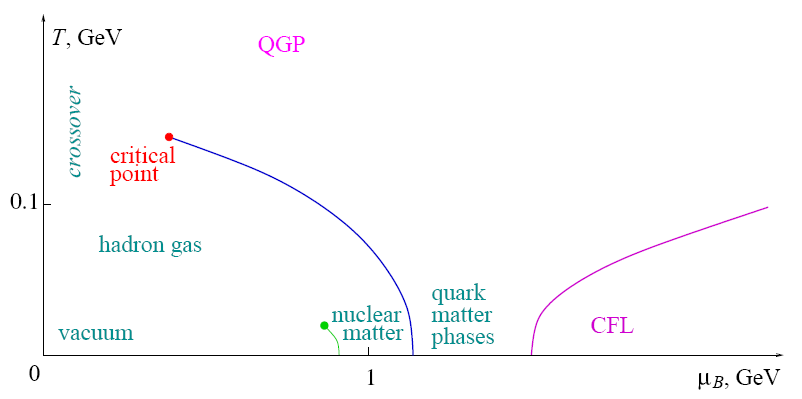 T, GeV
QGP
crossover
critical
point
0.1
hadron gas
quark
matter
phases
nuclear
matter
vacuum
CFL
0
1
μB, GeV